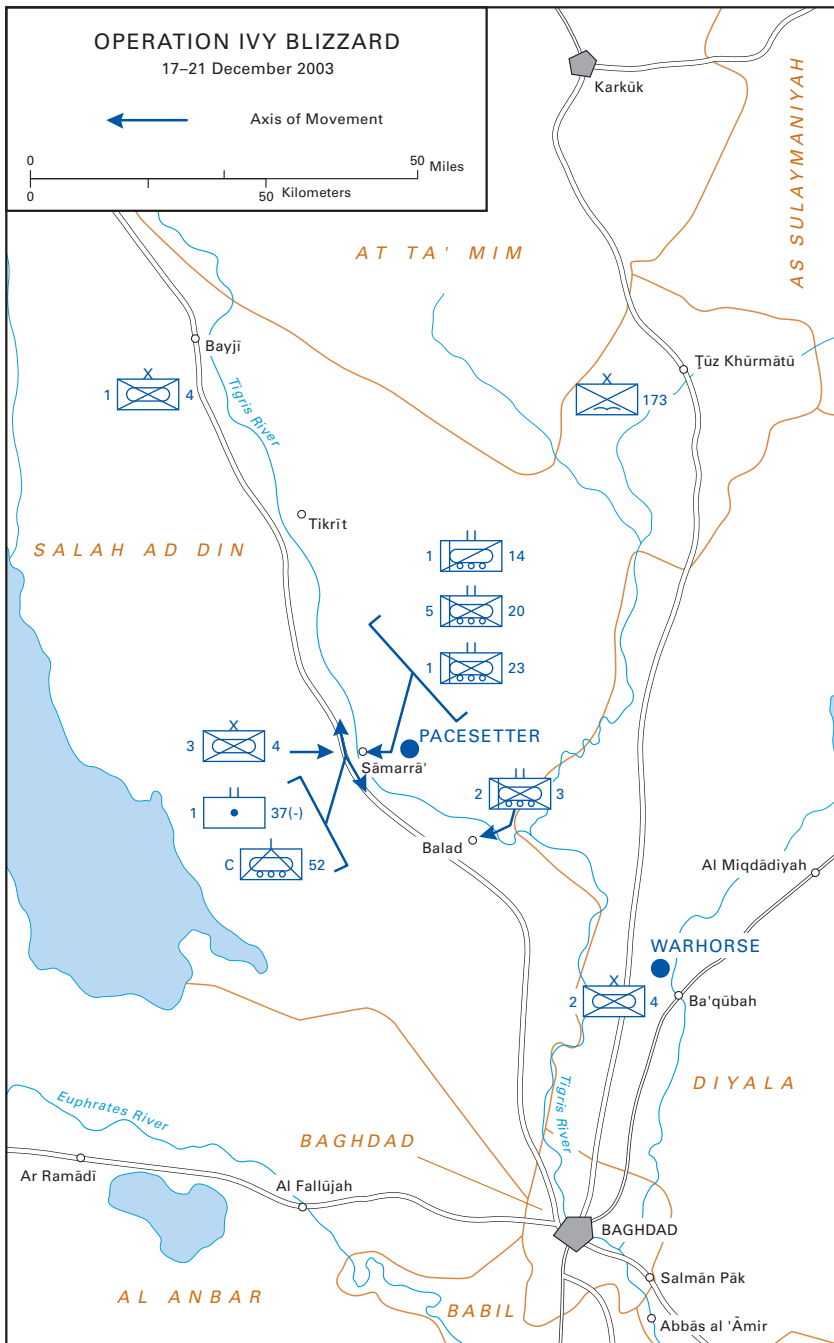 OPERATION IVY BLIZZARD
17–21 December 2003
Axis of Movement
0
50
Miles
0
50
Kilometers
Karkūk
AS SULAYMANIYAH
AT TA' MIM
Bayjī
Ṭūz Khūrmātū
X
1
4
X
173
Tigris River
Tikrīt
SALAH AD DIN
1
14
5
20
1
23
PACESETTER
X
3
4
Sāmarrā'
1
37(-)
2
3
C
52
Balad
Al Miqdādiyah
WARHORSE
X
2
4
Ba'qūbah
DIYALA
Tigris River
Euphrates River
BAGHDAD
Ar Ramādī
Al Fallūjah
BAGHDAD
Salmān Pāk
AL ANBAR
BABIL
Abbās al 'Āmir